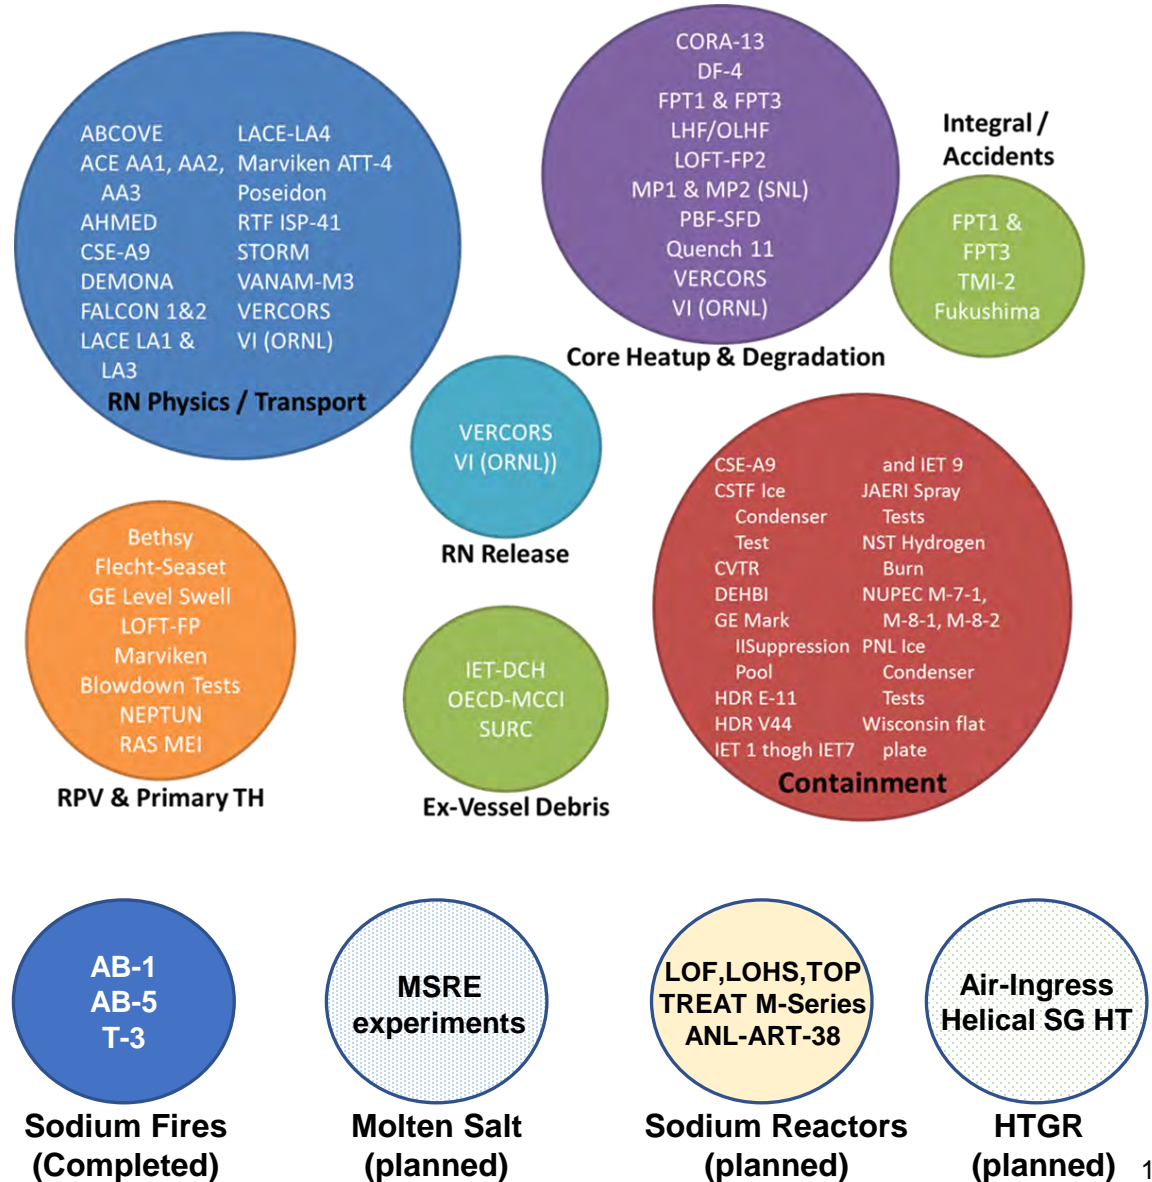 ABCOVE
ACE AA1, AA2,
AA3
AHMED
CSE-A9
DEMONA
FALCON 1&2
LACE LA1 &
LA3
LACE-LA4
Marviken ATT-4
Poseidon
RTF ISP-41
STORM
VANAM-M3
VERCORS
VI (ORNL)
RN Physics / Transport
CORA-13
DF-4
FPT1 & FPT3
LHF/OLHF
LOFT-FP2
MP1 & MP2 (SNL)
PBF-SFD
Quench 11
VERCORS
VI (ORNL)
Core Heatup & Degradation
Integral /
Accidents
FPT1 &
FPT3
TMI-2
Fukushima
VERCORS
VI (ORNL))
RN Release
Bethsy
Flecht-Seaset
GE Level Swell
LOFT-FP
Marviken
Blowdown Tests
NEPTUN
RAS MEI
RPV & Primary TH
IET-DCH
OECD-MCCI
SURC
Ex-Vessel Debris
CSE-A9
CSTF Ice
Condenser
Test
CVTR
DEHBI
GE Mark
IISuppression
Pool
HDR E-11
HDR V44
IET 1 thogh IET7
and IET 9
JAERI Spray
Tests
NST Hydrogen
Burn
NUPEC M-7-1,
M-8-1, M-8-2
PNL Ice
Condenser
Tests
Wisconsin flat
plate
Containment
AB-1
AB-5
T-3
Sodium Fires
(Completed)
MSRE
experiments
Molten Salt
(planned)
LOF,LOHS,TOP
TREAT M-Series
ANL-ART-38
Sodium Reactors
(planned)
Air-Ingress
Helical SG HT
HTGR
(planned)
1